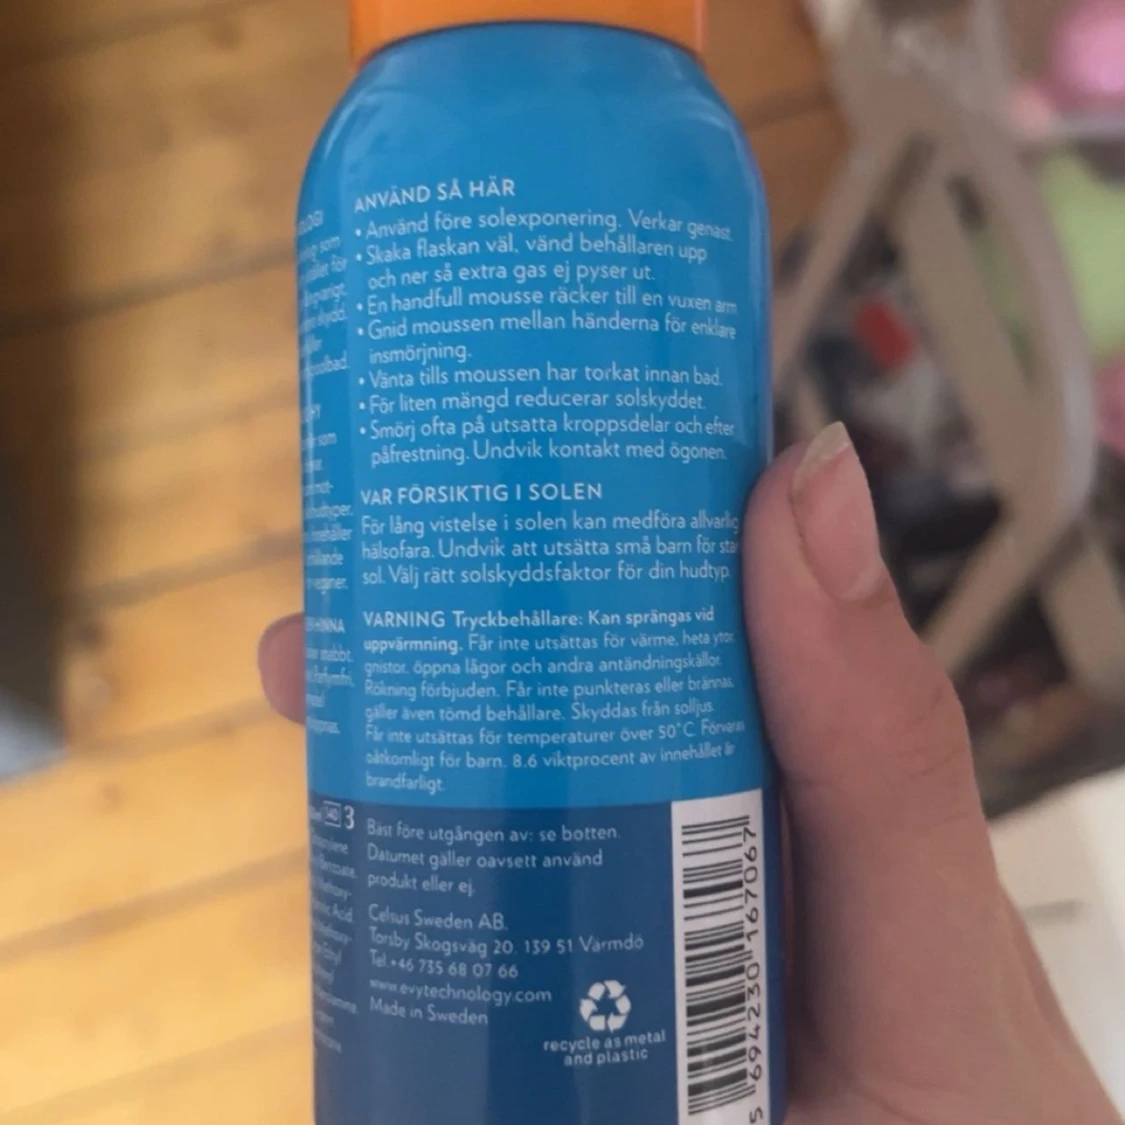 ANVÄND SÅ HÄR
• Använd före solexponering. Verkar genast.
• Skaka flaskan väl, vänd behållaren upp
och ner så extra gas ej pyser ut.
• En handfull mousse räcker till en vuxen arm
• Gnid moussen mellan händerna för enklare
insmörjning.
• Vänta tills moussen har torkat innan bad.
• För liten mängd reducerar solskyddet.
• Smörj ofta på utsatta kroppsdelar och efter
påfrestning. Undvik kontakt med ögonen.
VAR FÖRSIKTIG I SOLEN
För lång vistelse i solen kan medföra allvarlig
hälsofara. Undvik att utsätta små barn för
sol. Välj rätt solskyddsfaktor för din hudtyp.
VARNING Tryckbehållare: Kan sprängas vid
uppvärmning. Får inte utsättas för värme, heta ytor,
gnistor, öppna lågor och andra antändningskällor.
Rökning förbjuden. Får inte punkteras eller brännas,
gäller även tömd behållare. Skyddas från solljus.
Får inte utsättas för temperaturer över 50°C Förvaras
oåtkomligt för barn. 8.6 viktprocent av innehållet är
brandfarligt.
3
Bäst före utgången av: se botten.
Datumet gäller oavsett använd
produkt eller ej.
Celsus Sweden AB.
Torsby Skogsväg 20. 139 51 Värmdö
Tel.+46 735 68 07 66
www.evytechnology.com
Made in Sweden
recycle as metal
and plastic
5 694230 167067